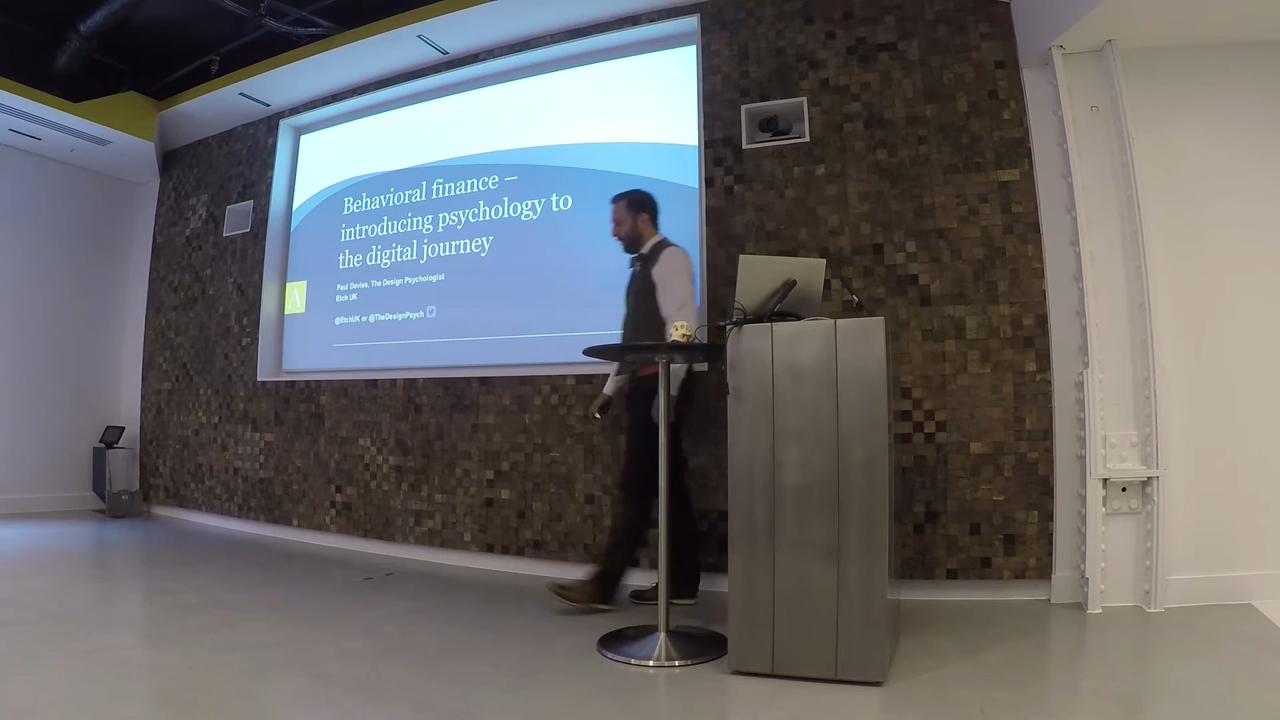 Behavioral finance –
introducing psychology to
the digital journey
Paul Davies, The Design Psychologist
Etch UK
@EtchUK or @TheDesignPsych
A